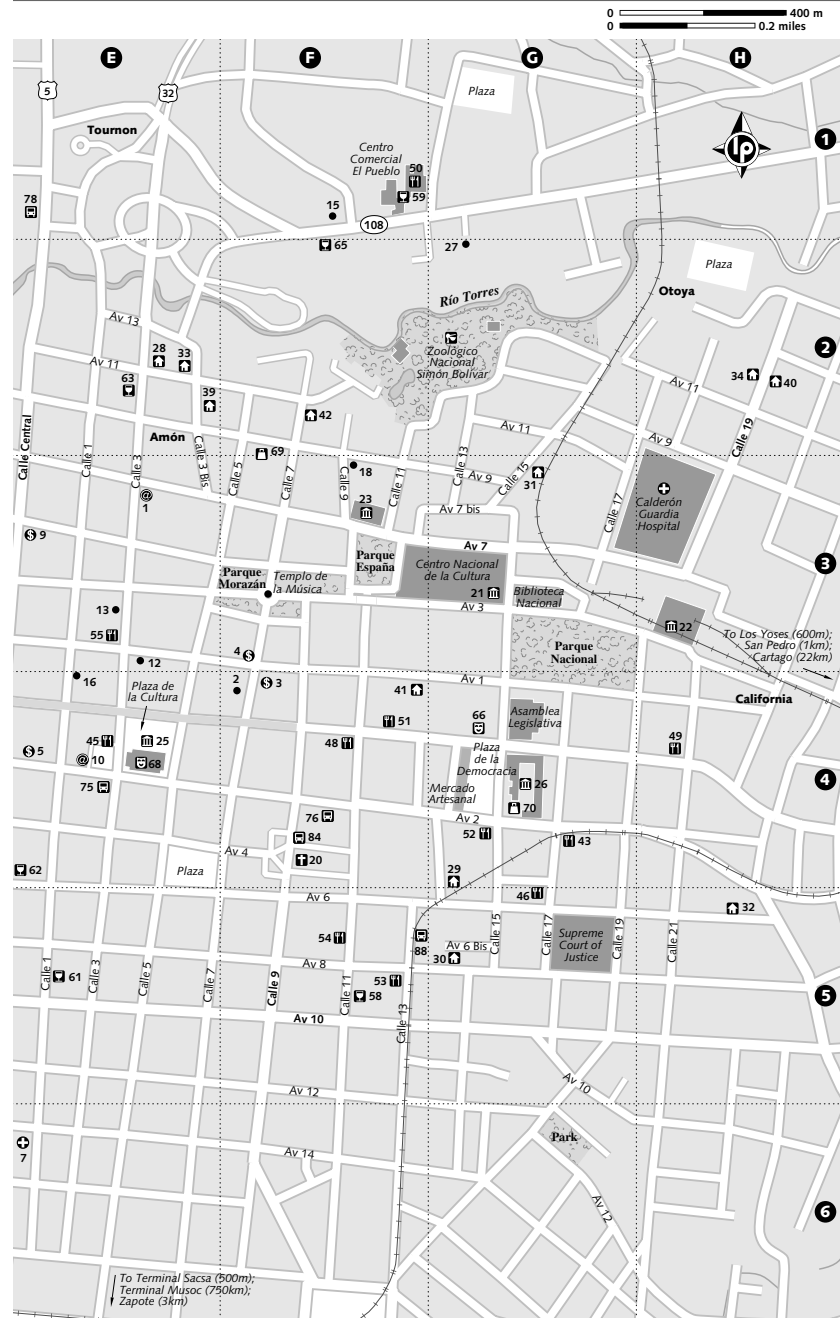 0 400 m
0 0.2 miles
E
F
G
H
5
32
Plaza
Tournon
Centro
Comercial
El Pueblo
lp
1
50
78
59
15
108
65
27
Plaza
Otoya
Río Torres
Av 13
28
33
Zoológico
Nacional
Simón Bolívar
2
Av 11
63
39
34
40
Av 11
42
Calle Central
Calle 1
Calle 3
Amón
Calle 3 Bis
Calle 5
69
Calle 7
Calle 9
18
Calle 11
Calle 13
Av 11
Av 9
Calle 15
31
Av 9
Calle 19
Calle 17
1
23
Av 7 bis
Calderón
Guardia
Hospital
9
Av 7
Parque
España
Centro Nacional
de la Cultura
3
Parque
Morazán
Templo de
la Música
21
Biblioteca
Nacional
Av 3
13
55
22
To Los Yoses (600m);
San Pedro (1km);
Cartago (22km)
4
12
Parque
Nacional
16
2
3
Av 1
41
California
Plaza de
la Cultura
51
66
Asamblea
Legislativa
5
45
25
48
49
10
68
Plaza
de la
Democracia
26
4
75
Mercado
Artesanal
70
76
Av 2
84
52
43
Av 4
20
62
Plaza
29
Av 6
46
32
54
88
Av 6 Bis
30
Calle 15
Calle 17
Supreme
Court of
Justice
Calle 19
Calle 21
Calle 1
61
Calle 3
Calle 5
Calle 7
Calle 9
Av 8
Calle 11
53
58
Calle 13
5
Av 10
Av 12
Av 10
7
Park
Av 14
Av 12
6
To Terminal Sacsa (500m);
Terminal Musoc (750km);
Zapote (3km)